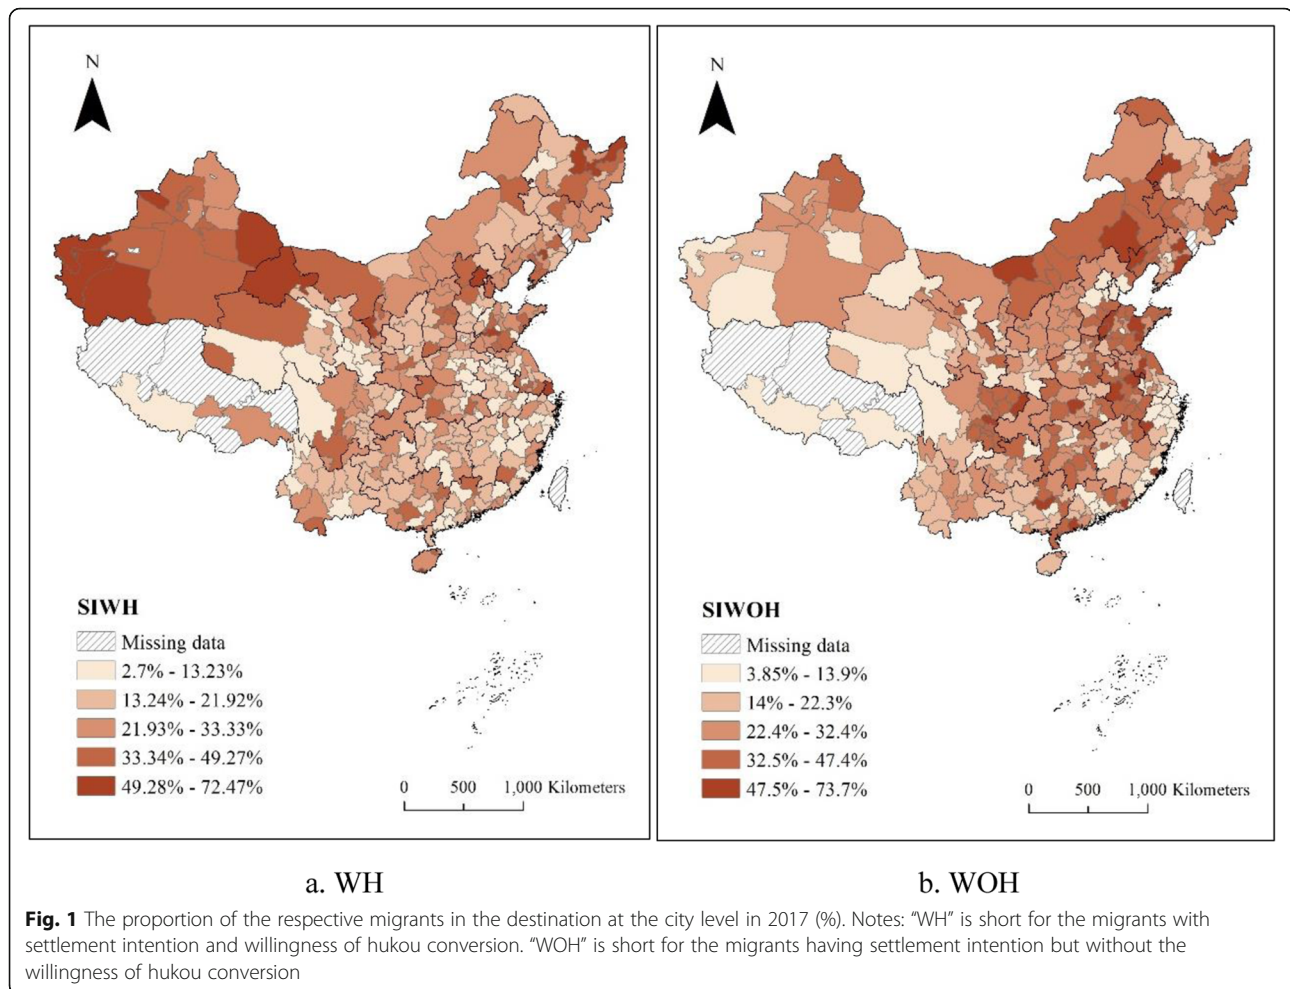 N
SIWH
Missing data
2.7% - 13.23%
13.24% - 21.92%
21.93% - 33.33%
33.34% - 49.27%
49.28% - 72.47%
0 500 1,000 Kilometers
N
SIWOH
Missing data
3.85% - 13.9%
14% - 22.3%
22.4% - 32.4%
32.5% - 47.4%
47.5% - 73.7%
0 500 1,000 Kilometers
a. WH
b. WOH
Fig. 1 The proportion of the respective migrants in the destination at the city level in 2017 (%). Notes: “WH” is short for the migrants with
settlement intention and willingness of hukou conversion. “WOH” is short for the migrants having settlement intention but without the
willingness of hukou conversion